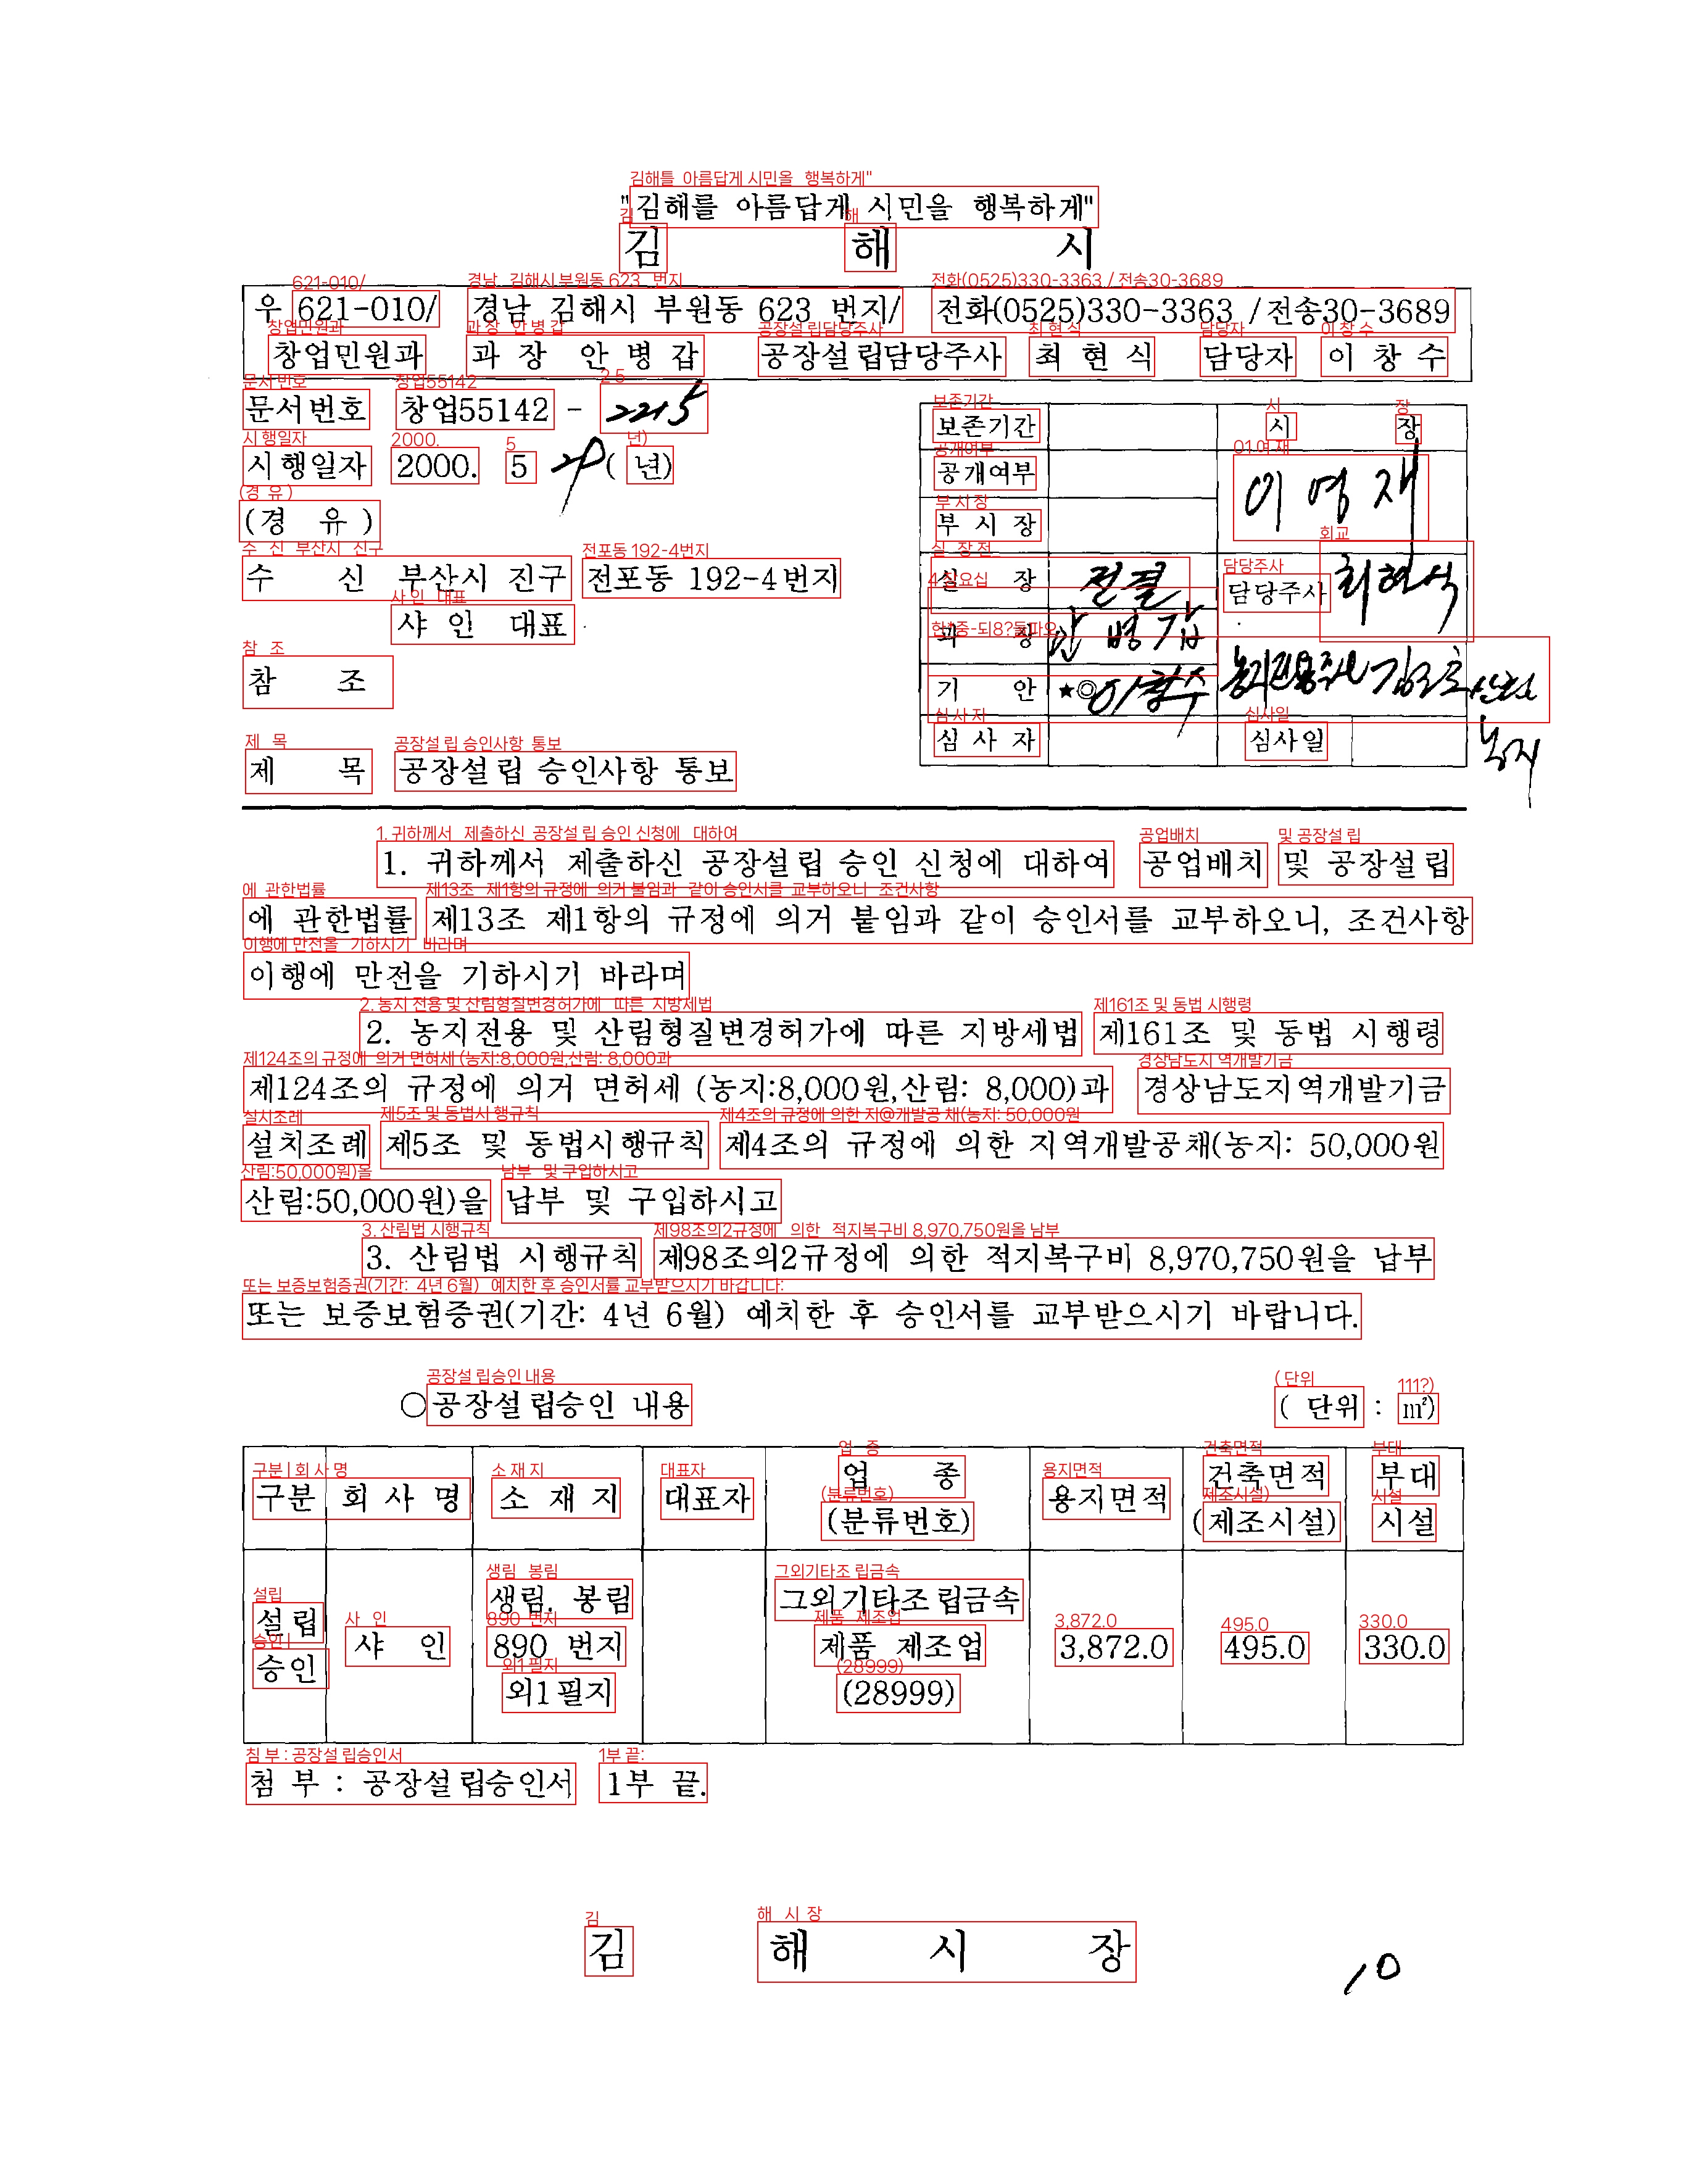 "김해를 아름답게 시민을 행복하게"
김 해 시
우 621-010/ 경남 김해시 부원동 623 번지/ 전화(0525)330-3363 /전송30-3689
창업민원과 과 장 안 병 갑 공장설립담당주사 최 현 식 담당자 이 창 수
문서번호 창업55142 - 2215
시행일자 2000. 5 (년)
(경 유)
수 신 부산시 진구 전포동 192-4번지
샤 인 대표
참 조
제 목 공장설립 승인사항 통보
보존기간 시 장
공개여부 이영재
부 시 장
실 장 전결 담당주사 최현식
과 장 안병갑
기 안 ★◎이창수
심 사 자 심사일
농지
1. 귀하께서 제출하신 공장설립 승인 신청에 대하여 공업배치 및 공장설립
에 관한법률 제13조 제1항의 규정에 의거 붙임과 같이 승인서를 교부하오니, 조건사항
이행에 만전을 기하시기 바라며
2. 농지전용 및 산림형질변경허가에 따른 지방세법 제161조 및 동법 시행령
제124조의 규정에 의거 면허세 (농지:8,000원,산림: 8,000)과 경상남도지역개발기금
설치조례 제5조 및 동법시행규칙 제4조의 규정에 의한 지역개발공채(농지: 50,000원
산림:50,000원)을 납부 및 구입하시고
3. 산림법 시행규칙 제98조의2규정에 의한 적지복구비 8,970,750원을 납부
또는 보증보험증권(기간: 4년 6월) 예치한 후 승인서를 교부받으시기 바랍니다.
○공장설립승인 내용 ( 단위 : ㎡)
구분 회 사 명 소 재 지 대표자 업 종 (분류번호) 용지면적 건축면적 (제조시설) 부대 시설
설립 승인 샤 인 생림, 봉림 890 번지 외1필지 그외기타조립금속 제품 제조업 (28999) 3,872.0 495.0 330.0
첨 부 : 공장설립승인서 1부 끝.
김 해 시 장
10